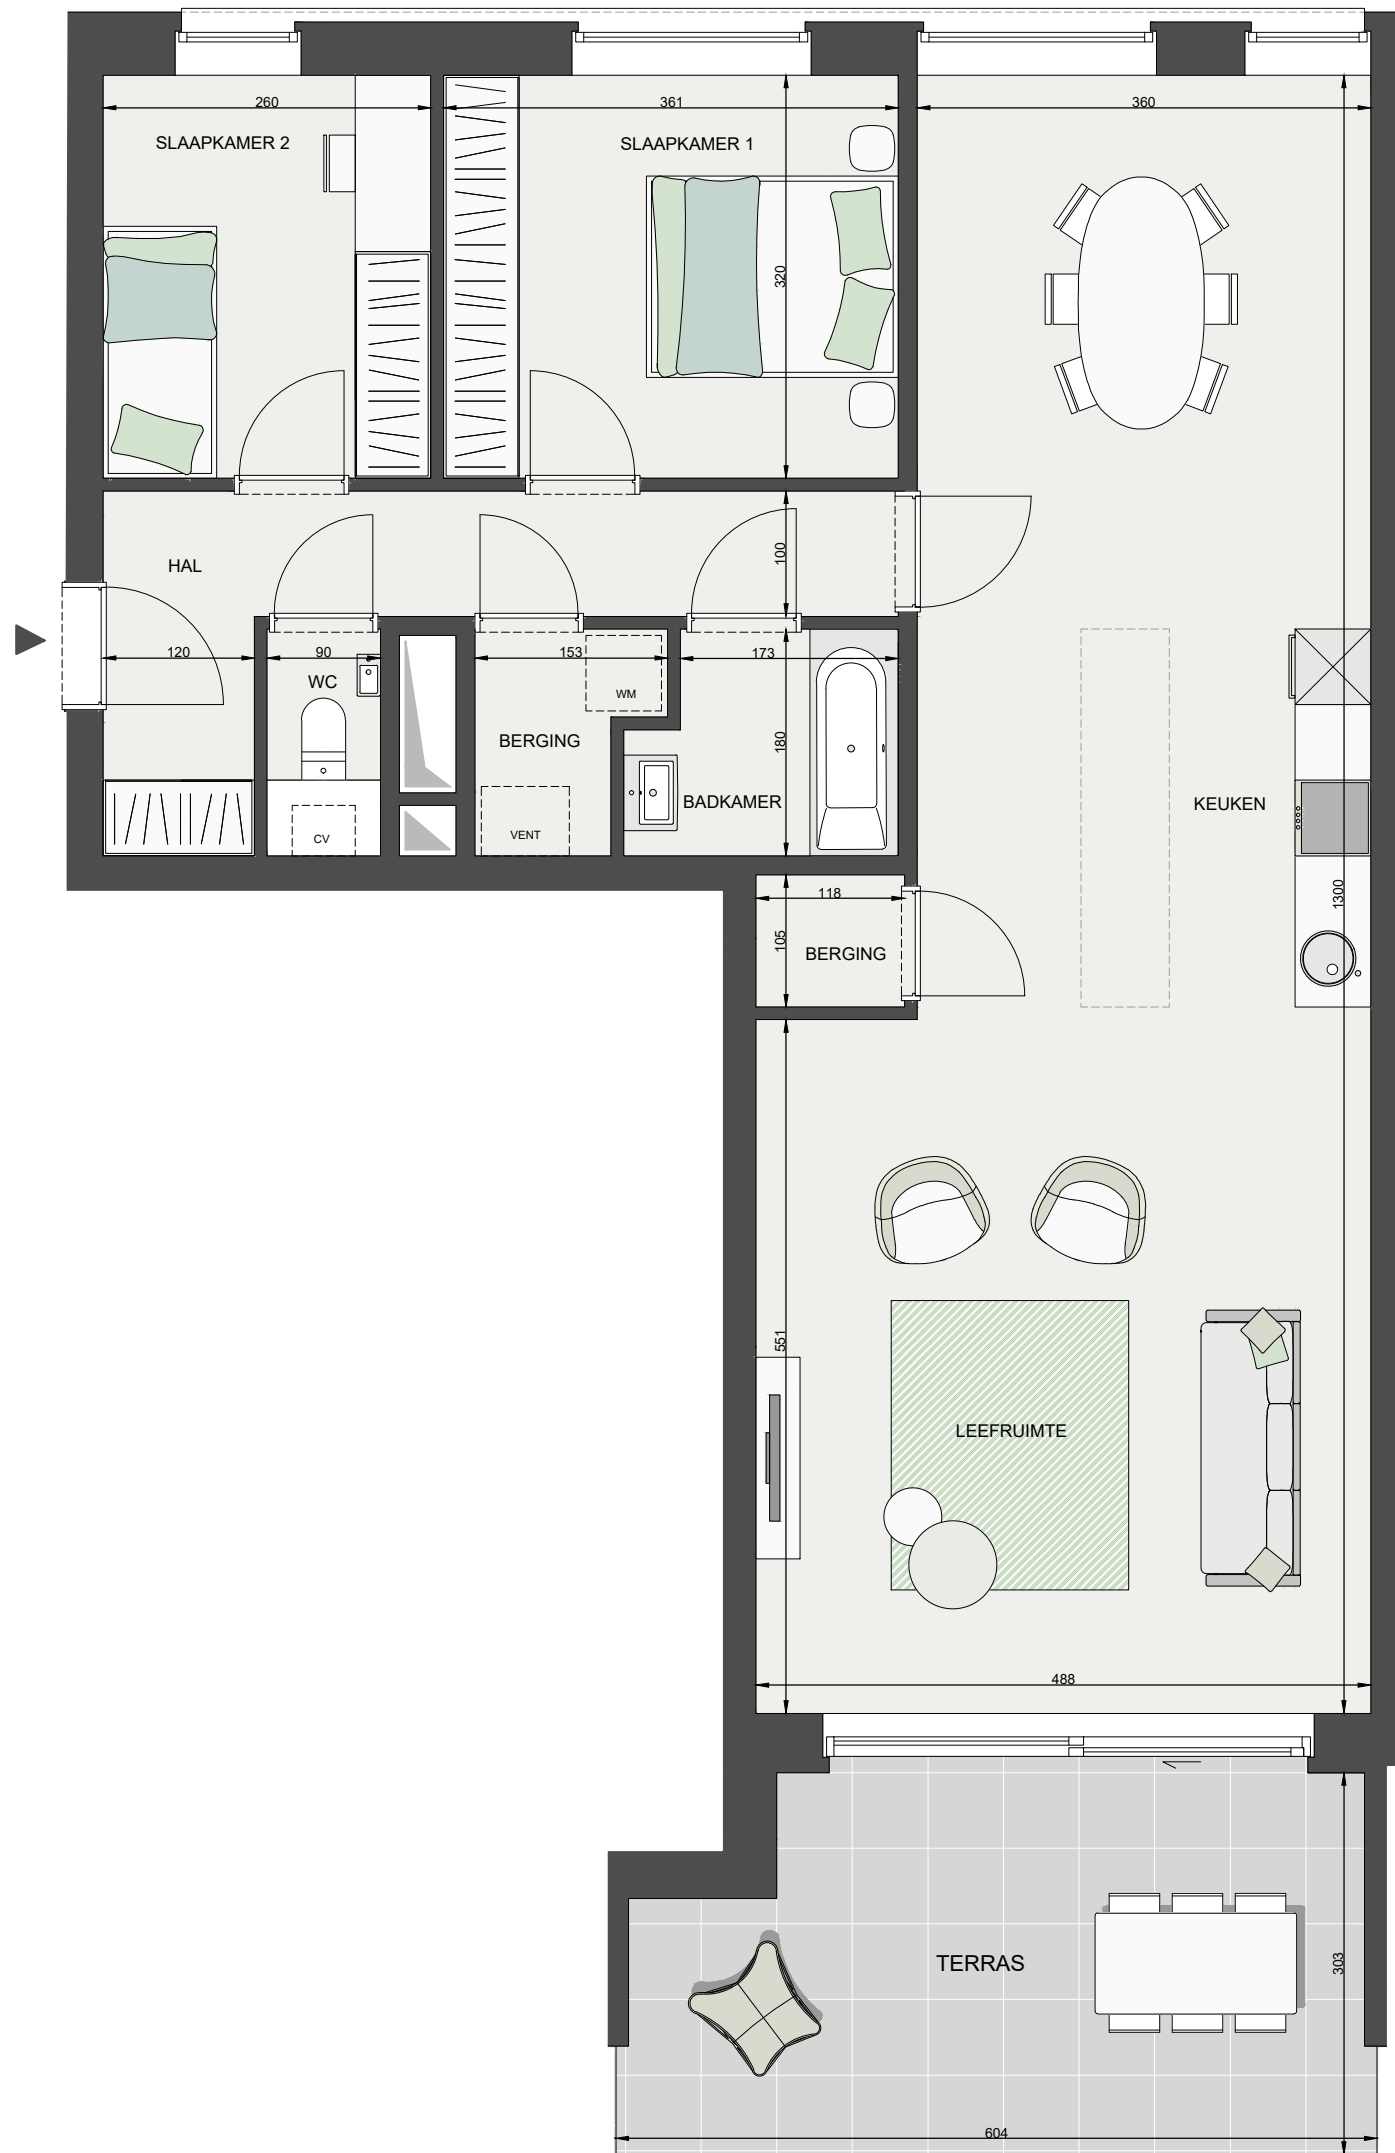 260
361
360
SLAAPKAMER 2
SLAAPKAMER 1
320
100
HAL
120
90
153
173
WC
WM
BERGING
180
BADKAMER
KEUKEN
CV
VENT
118
1300
105
BERGING
551
LEEFRUIMTE
488
TERRAS
303
604